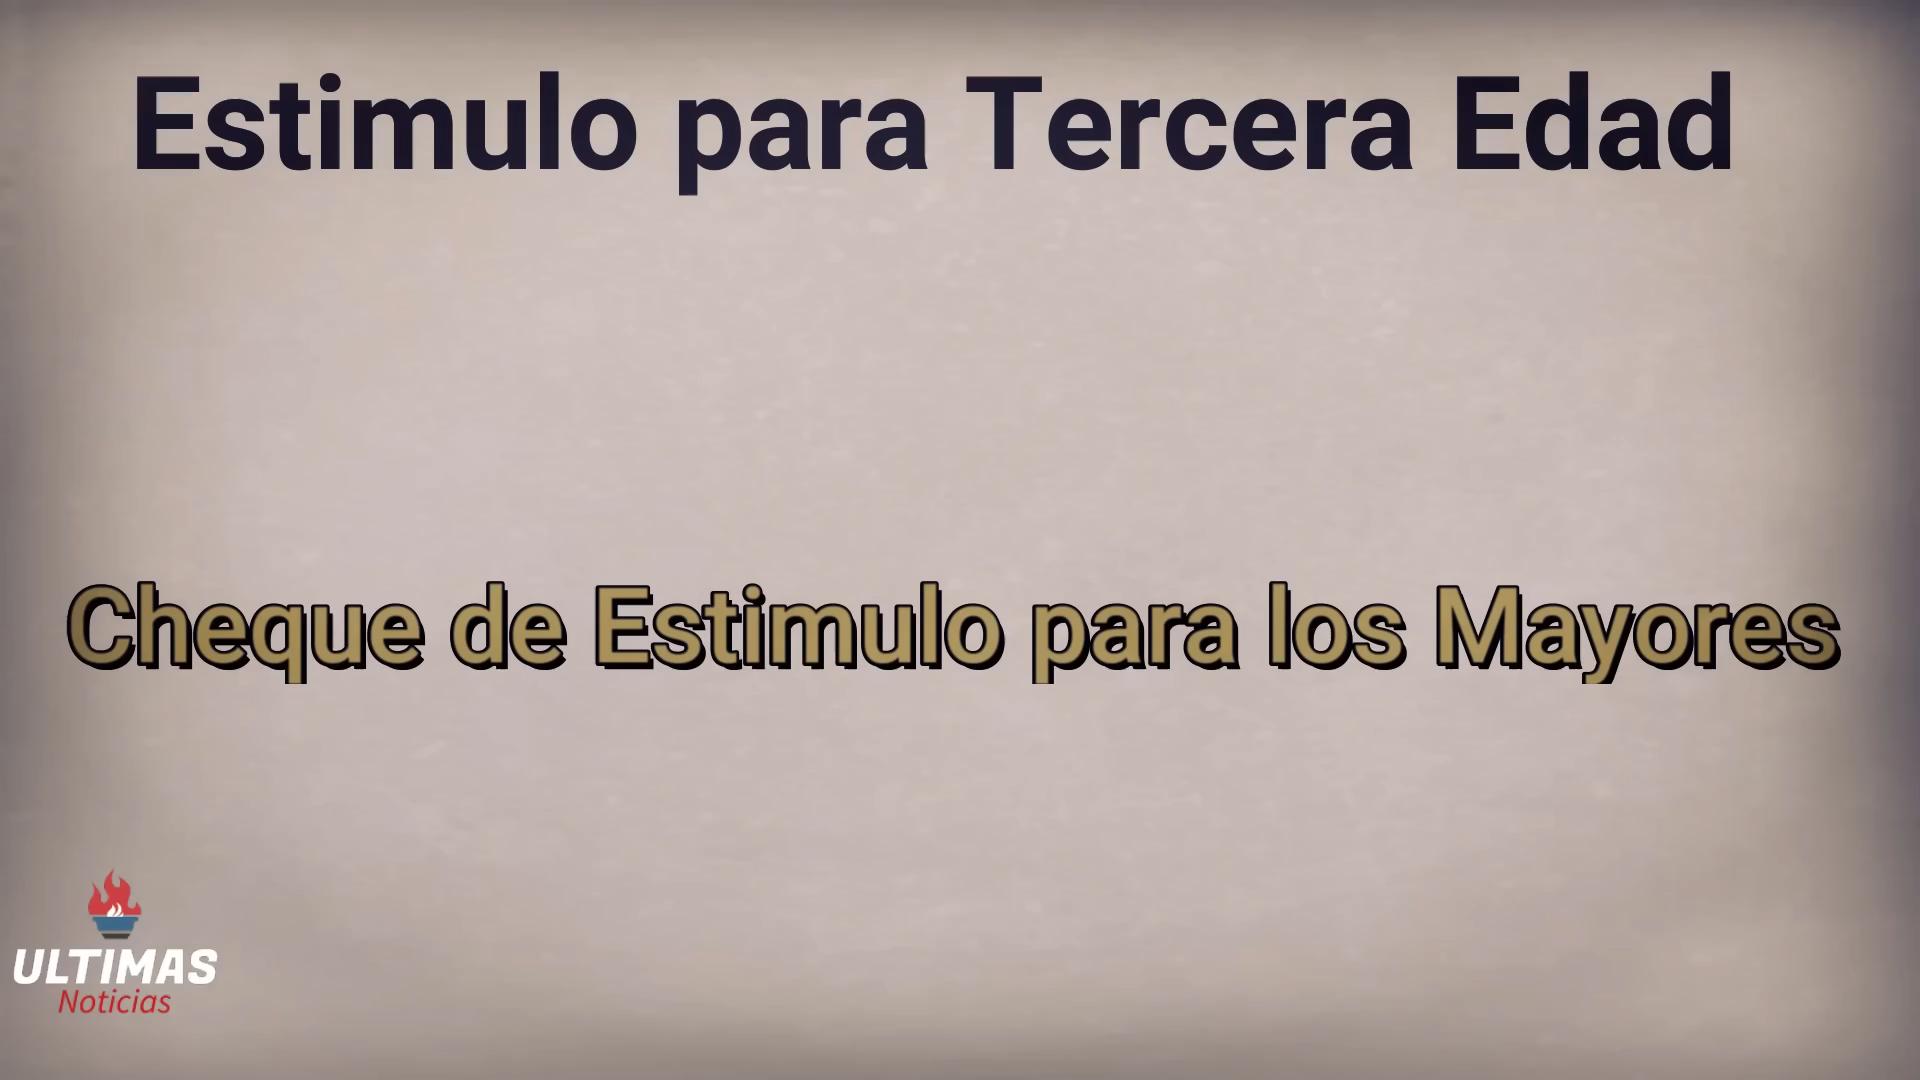 Estimulo para Tercera Edad
Cheque de Estimulo para los Mayores
ULTIMAS
Noticias